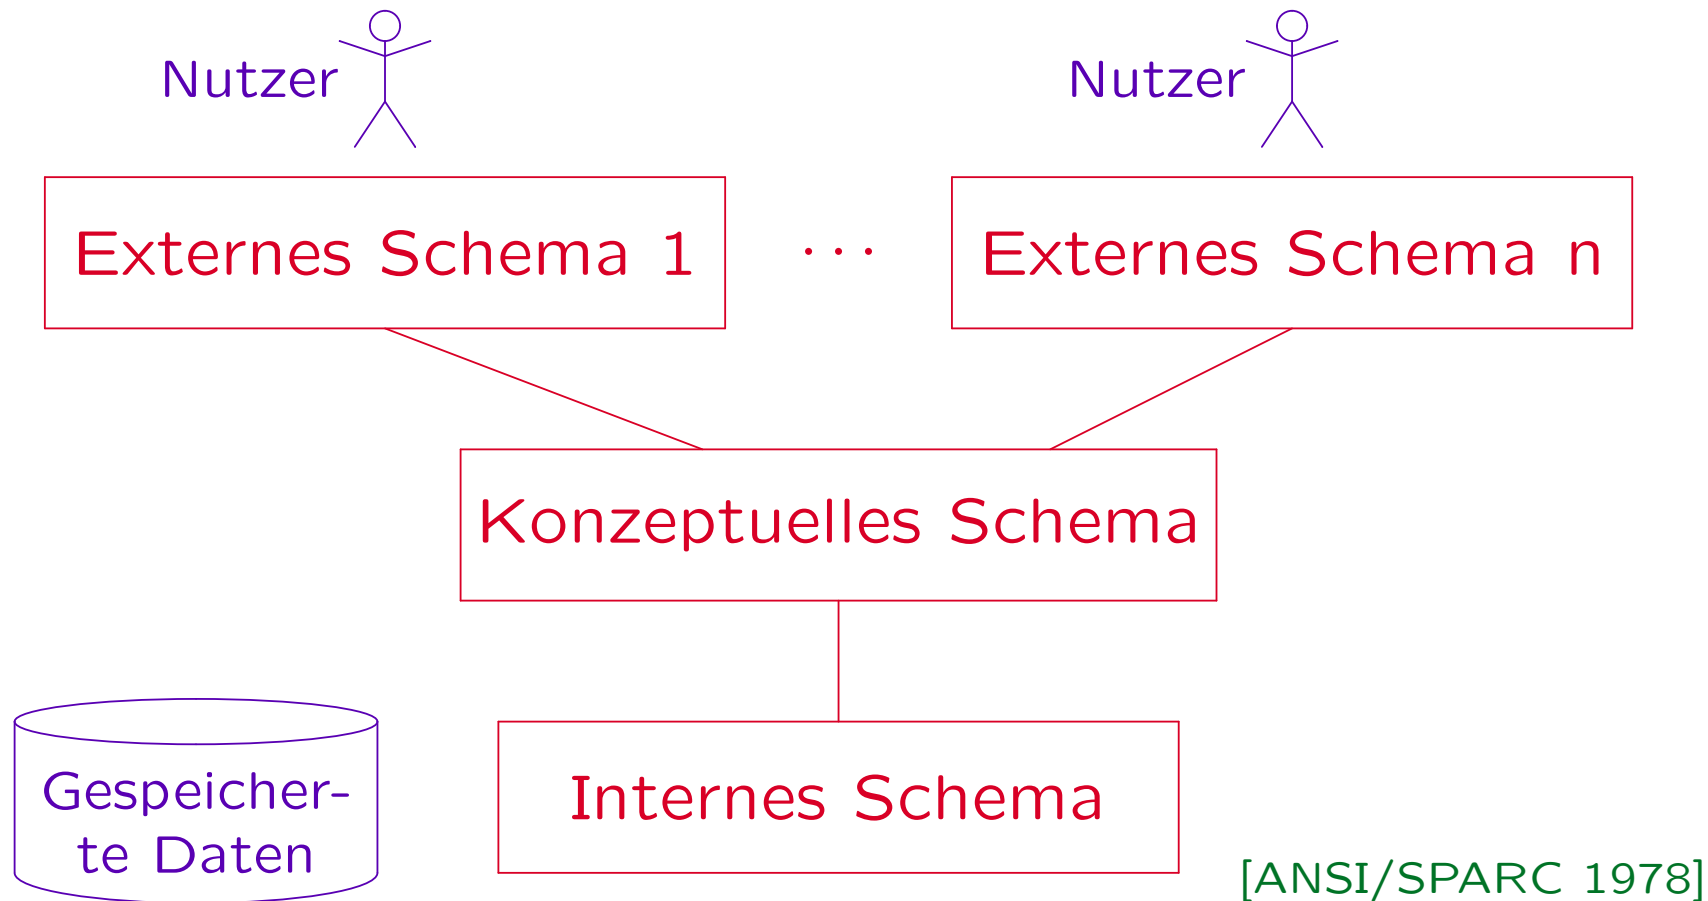 Nutzer
Nutzer
Externes Schema 1
. . .
Externes Schema n
Konzeptuelles Schema
Gespeicher-
te Daten
Internes Schema
[ANSI/SPARC 1978]